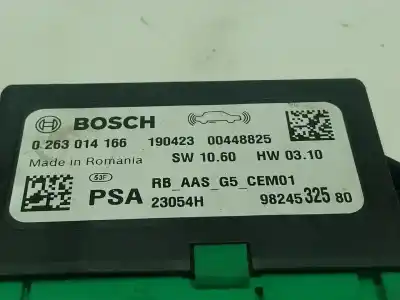 BOSCH
0 263 014 166 190423 00448825
Made in Romania SW 10.60 HW 03.10
53F RB_AAS_G5_CEM01
PSA 23054H 98245 325 80